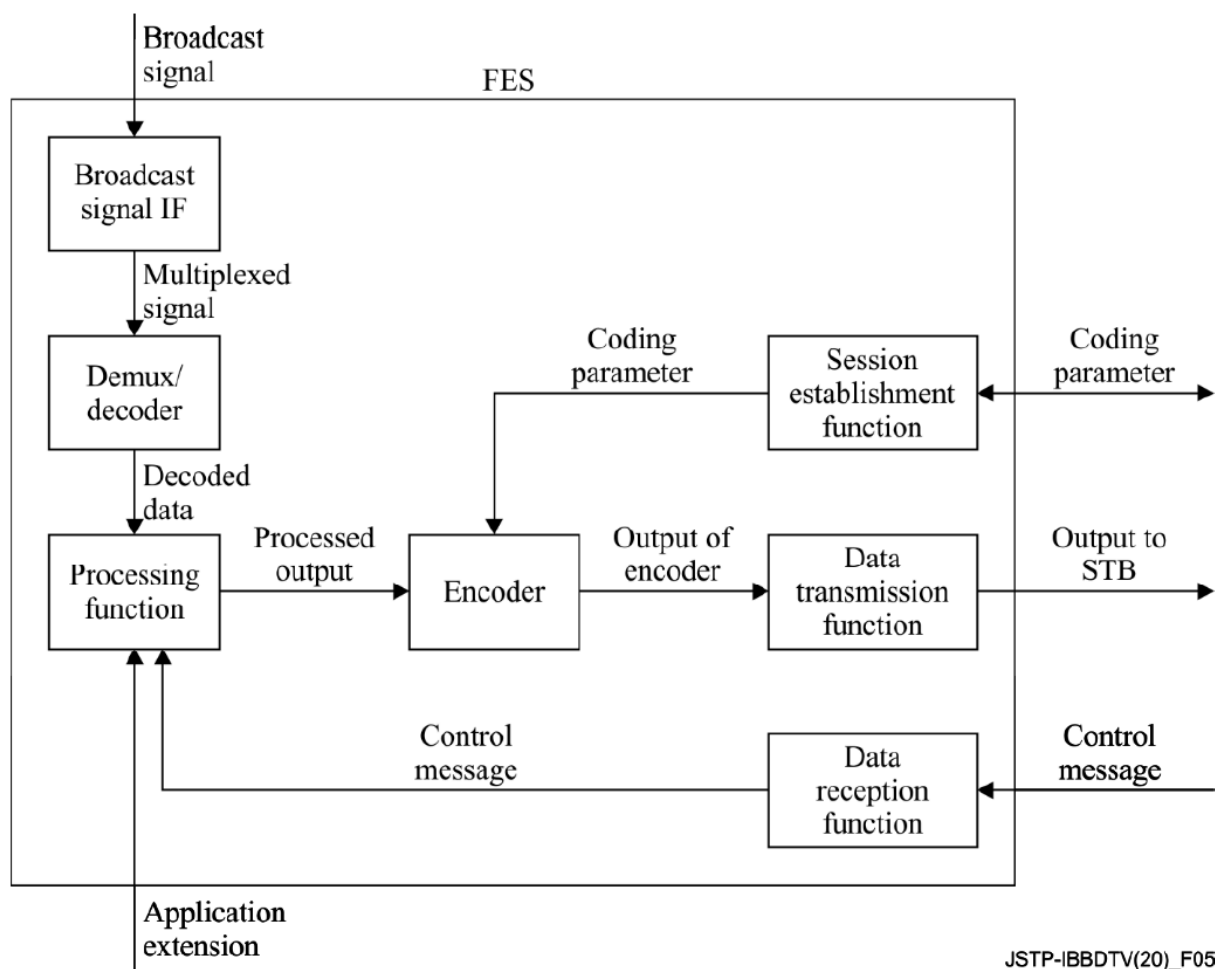 Broadcast
signal
FES
Broadcast
signal IF
Multiplexed
signal
Demux/
decoder
Coding
parameter
Session
establishment
function
Coding
parameter
Decoded
data
Processing
function
Processed
output
Encoder
Output of
encoder
Data
transmission
function
Output to
STB
Control
message
Data
reception
function
Control
message
Application
extension
JSTP-IBBDTV(20)_F05